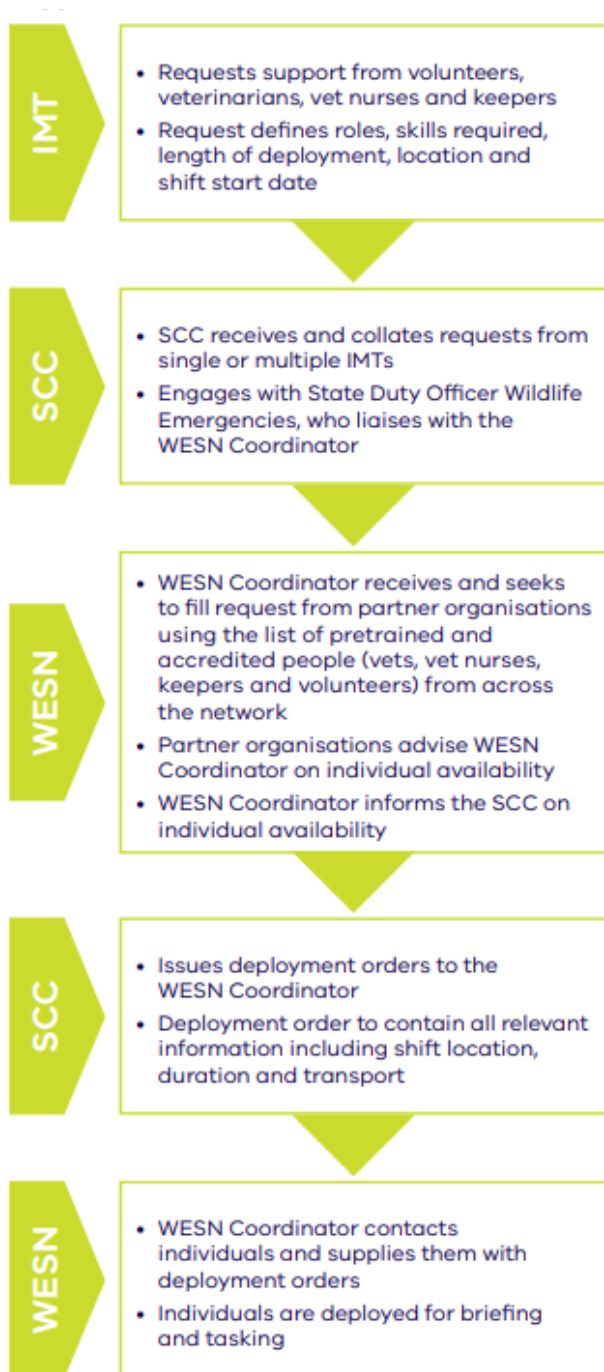 IMT
• Requests support from volunteers,
veterinarians, vet nurses and keepers
• Request defines roles, skills required,
length of deployment, location and
shift start date
SCC
• SCC receives and collates requests from
single or multiple IMTs
• Engages with State Duty Officer Wildlife
Emergencies, who liaises with the
WESN Coordinator
WESN
• WESN Coordinator receives and seeks
to fill request from partner organisations
using the list of pretrained and
accredited people (vets, vet nurses,
keepers and volunteers) from across
the network
• Partner organisations advise WESN
Coordinator on individual availability
• WESN Coordinator informs the SCC on
individual availability
SCC
• Issues deployment orders to the
WESN Coordinator
• Deployment order to contain all relevant
information including shift location,
duration and transport
WESN
• WESN Coordinator contacts
individuals and supplies them with
deployment orders
• Individuals are deployed for briefing
and tasking